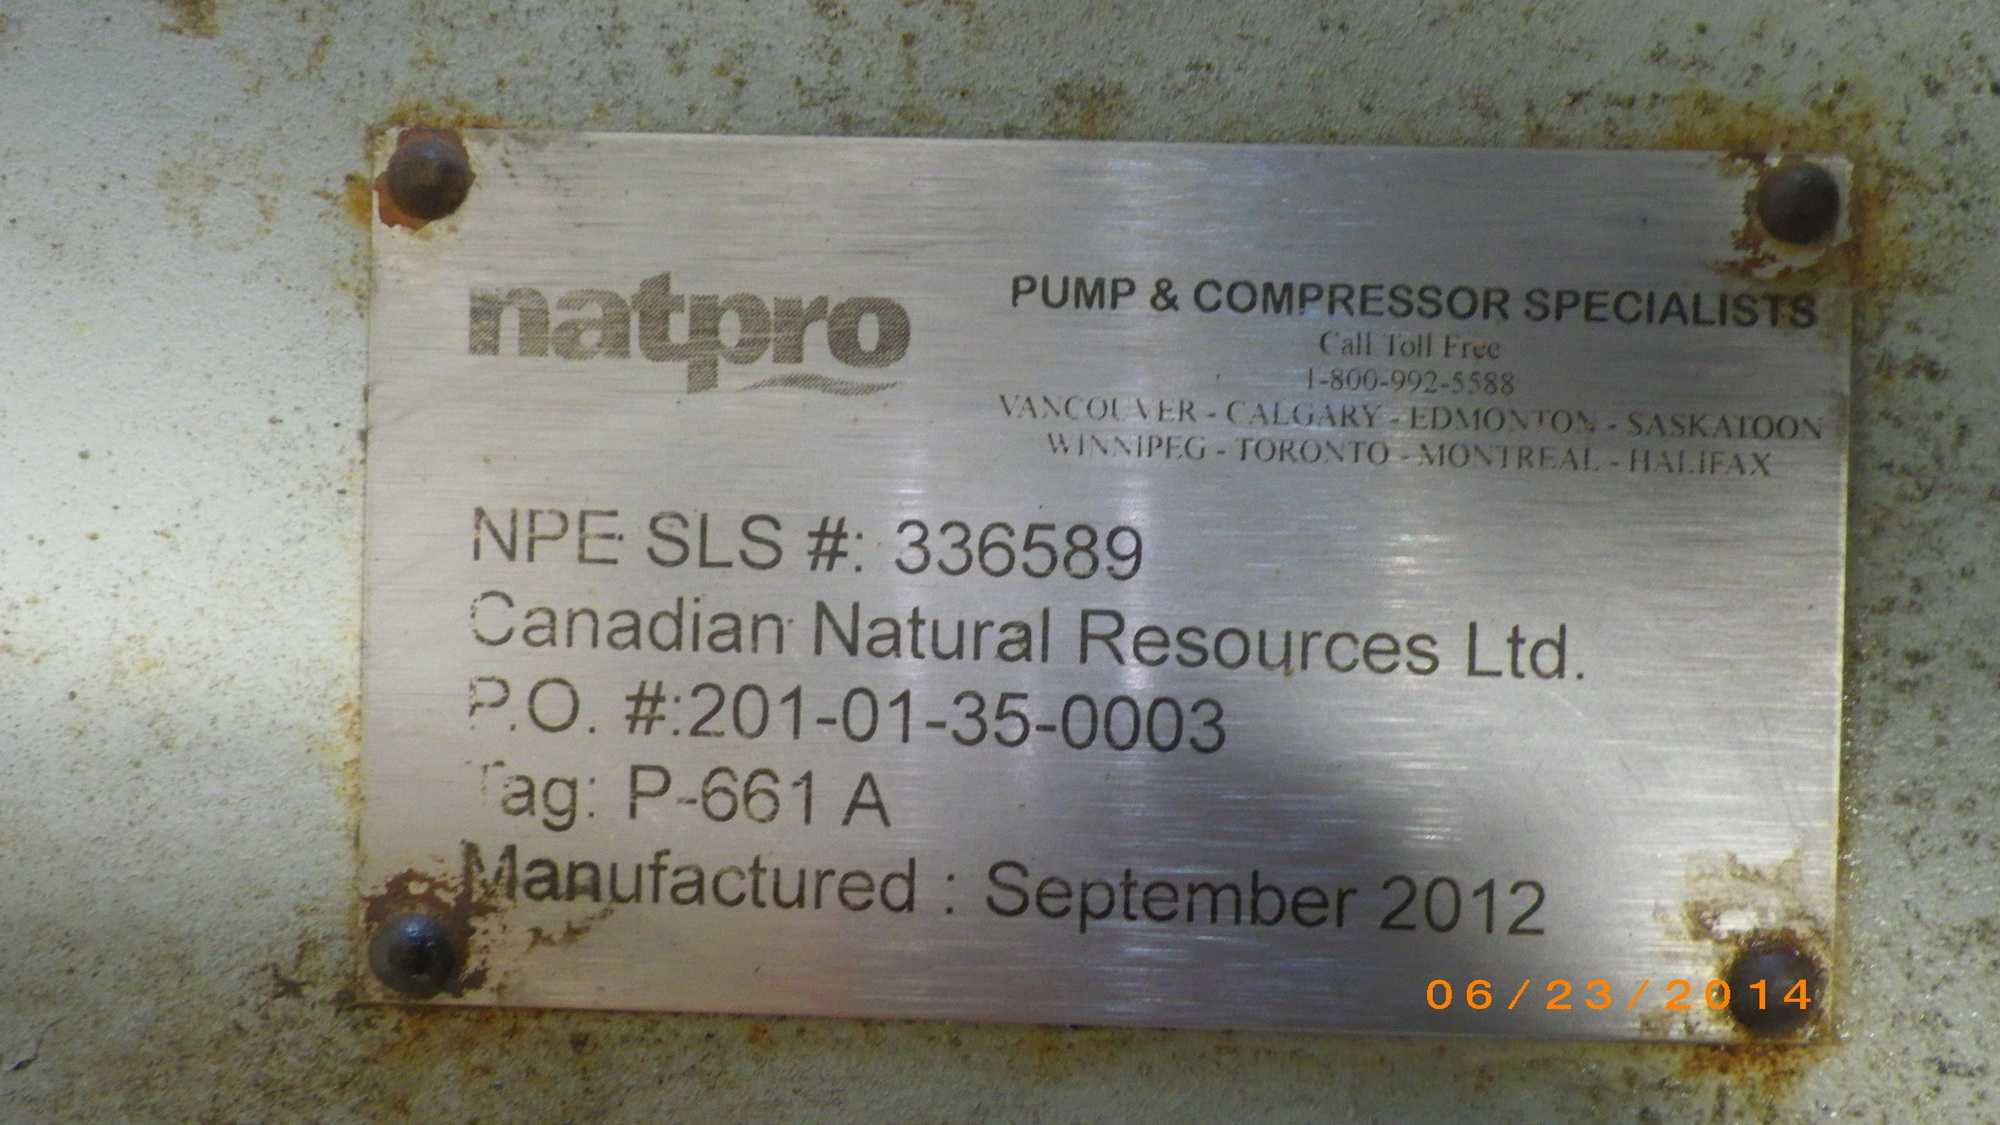 natpro
PUMP & COMPRESSOR SPECIALISTS
Call Toll Free
1-800-992-5588
VANCOUVER - CALGARY - EDMONTON - SASKATOON
WINNIPEG - TORONTO - MONTREAL - HALIFAX
NPE SLS #: 336589
Canadian Natural Resources Ltd.
P.O. #:201-01-35-0003
Tag: P-661 A
Manufactured : September 2012
06/23/2014